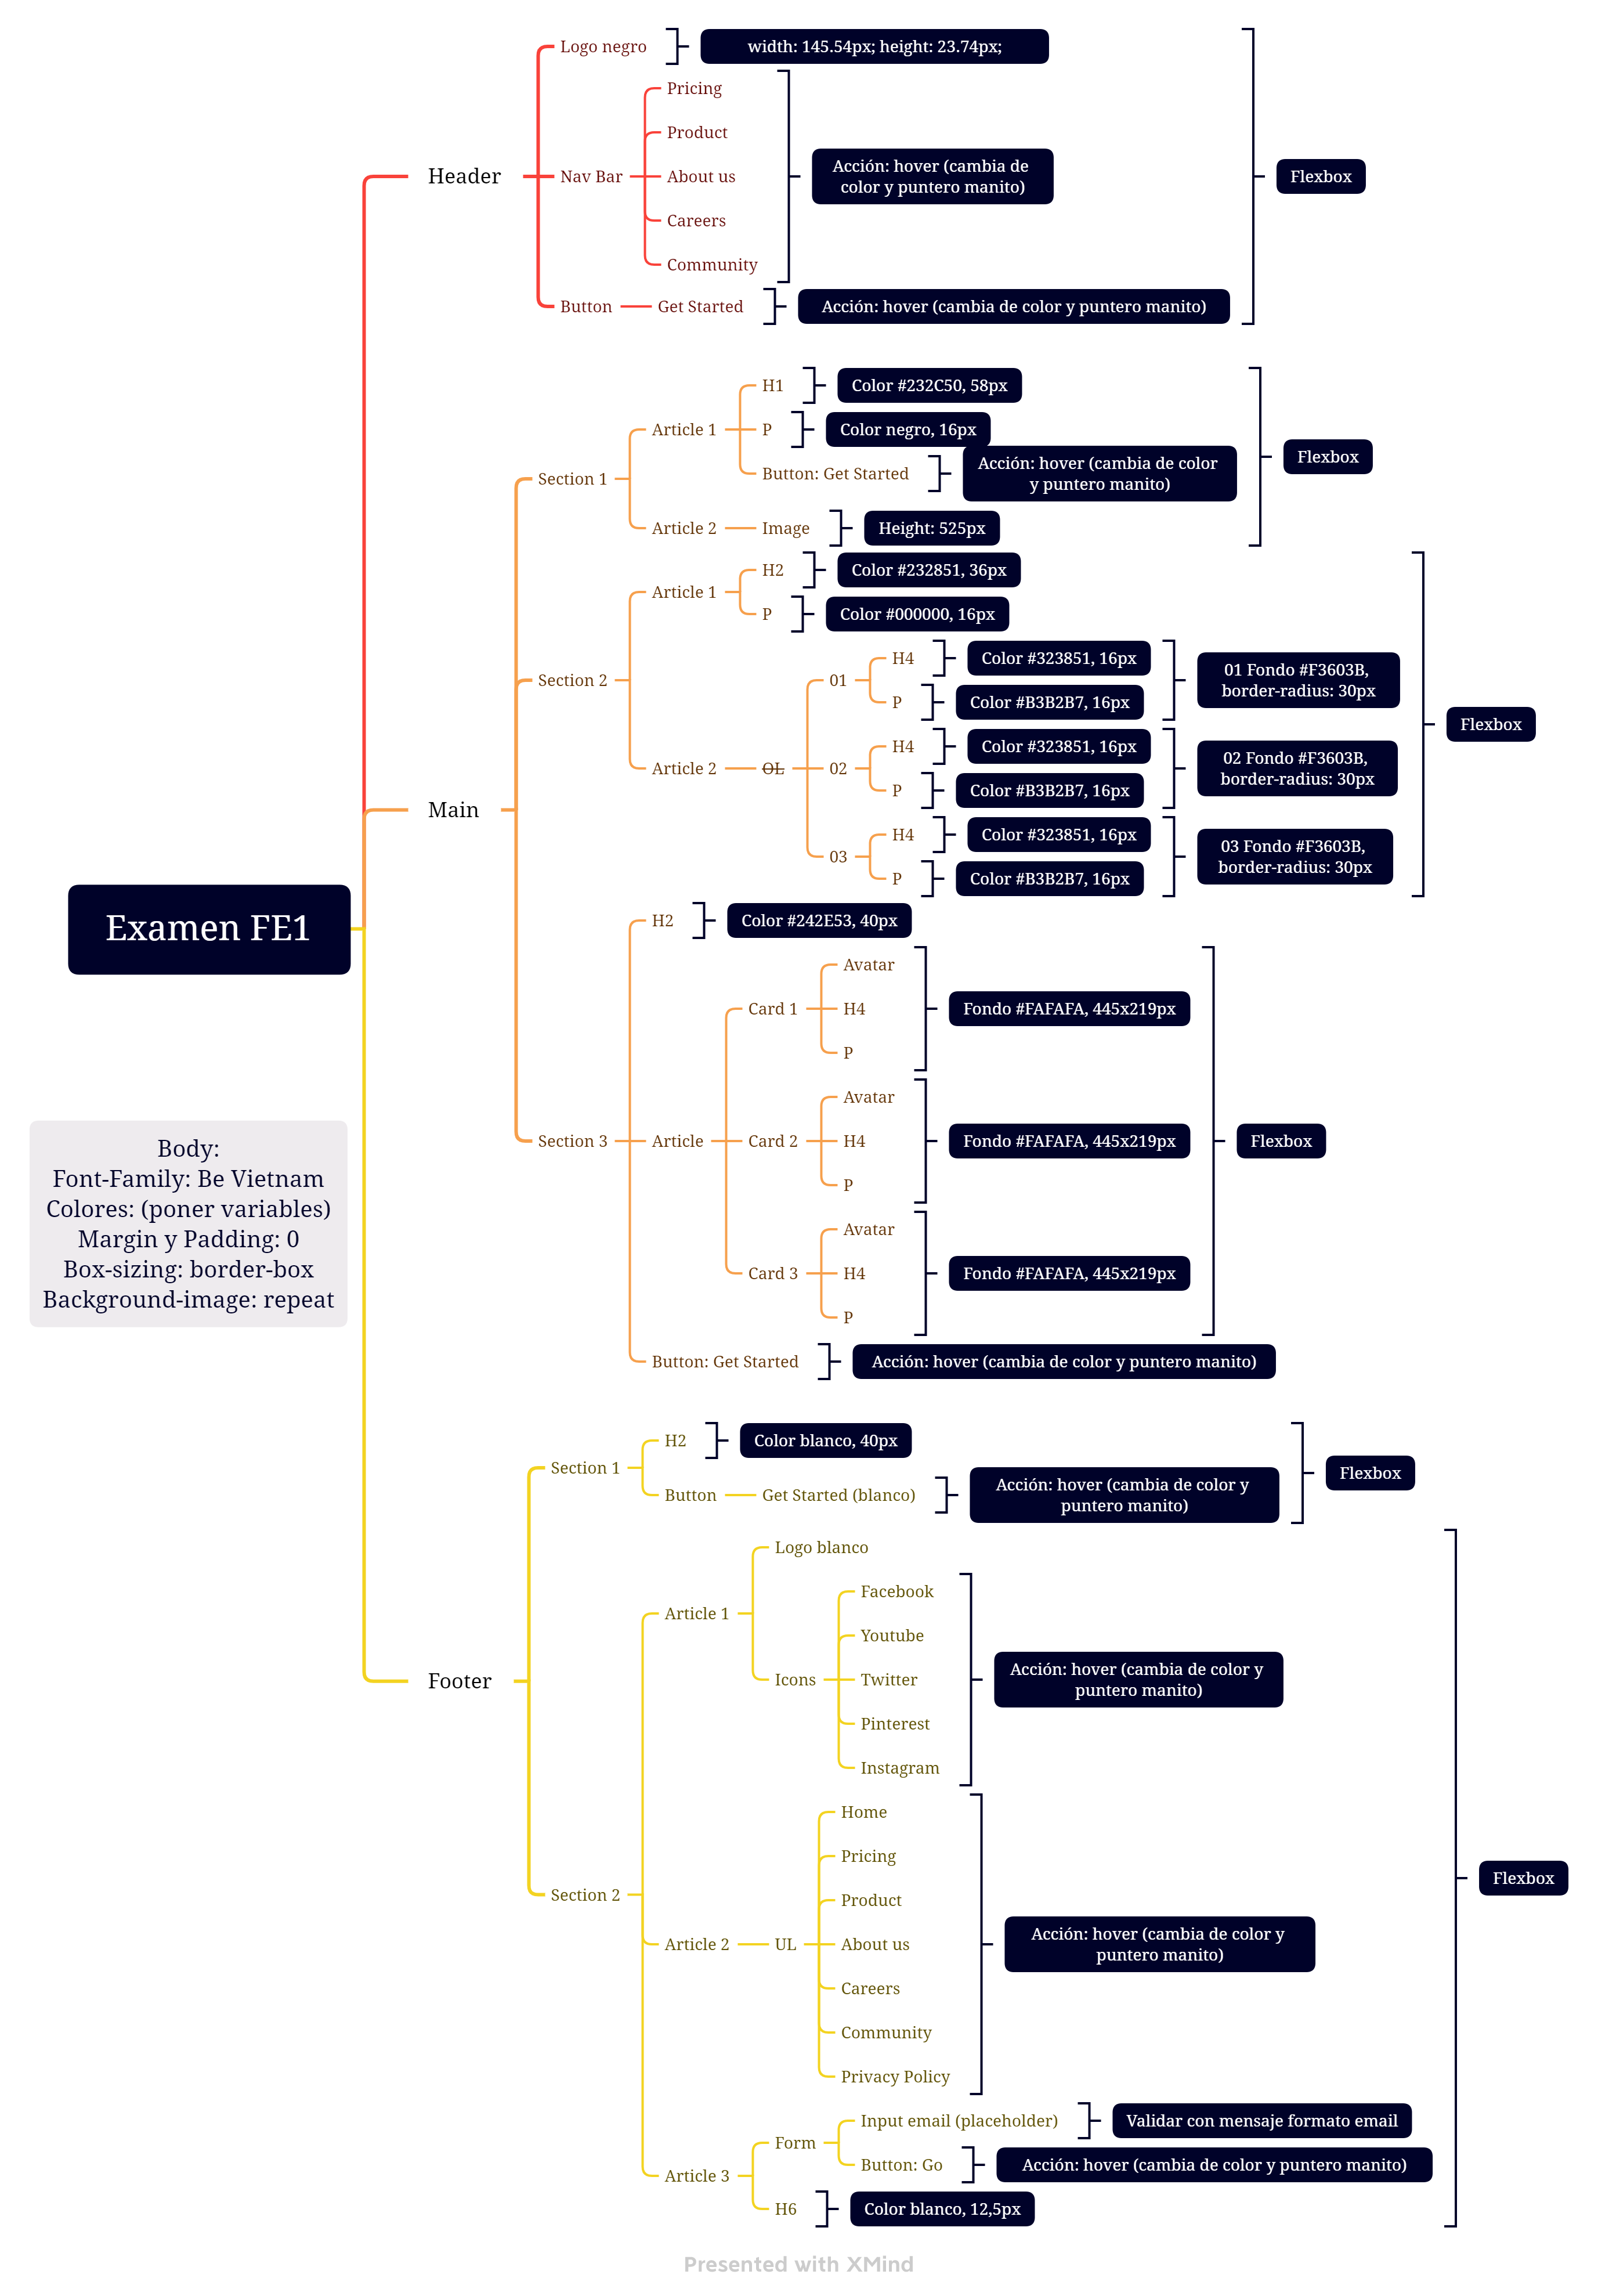 Logo negro
width: 145.54px; height: 23.74px;
Pricing
Product
Header
Nav Bar
About us
Acción: hover (cambia de
color y puntero manito)
Flexbox
Careers
Community
Button
Get Started
Acción: hover (cambia de color y puntero manito)
H1
Color #232C50, 58px
Article 1
P
Color negro, 16px
Flexbox
Section 1
Button: Get Started
Acción: hover (cambia de color
y puntero manito)
Article 2
Image
Height: 525px
H2
Color #232851, 36px
Article 1
P
Color #000000, 16px
Section 2
01
H4
Color #323851, 16px
P
Color #B3B2B7, 16px
01 Fondo #F3603B,
border-radius: 30px
Flexbox
Article 2
OL
02
H4
Color #323851, 16px
P
Color #B3B2B7, 16px
02 Fondo #F3603B,
border-radius: 30px
Main
03
H4
Color #323851, 16px
P
Color #B3B2B7, 16px
03 Fondo #F3603B,
border-radius: 30px
Examen FE1
H2
Color #242E53, 40px
Card 1
Avatar
H4
P
Fondo #FAFAFA, 445x219px
Section 3
Article
Card 2
Avatar
H4
P
Fondo #FAFAFA, 445x219px
Flexbox
Card 3
Avatar
H4
P
Fondo #FAFAFA, 445x219px
Button: Get Started
Acción: hover (cambia de color y puntero manito)
Body:
Font-Family: Be Vietnam
Colores: (poner variables)
Margin y Padding: 0
Box-sizing: border-box
Background-image: repeat
H2
Color blanco, 40px
Section 1
Flexbox
Button
Get Started (blanco)
Acción: hover (cambia de color y
puntero manito)
Logo blanco
Article 1
Facebook
Youtube
Icons
Twitter
Pinterest
Instagram
Acción: hover (cambia de color y
puntero manito)
Footer
Section 2
Flexbox
Home
Pricing
Product
Article 2
UL
About us
Careers
Community
Privacy Policy
Acción: hover (cambia de color y
puntero manito)
Input email (placeholder)
Validar con mensaje formato email
Form
Button: Go
Acción: hover (cambia de color y puntero manito)
Article 3
H6
Color blanco, 12,5px
Presented with XMind